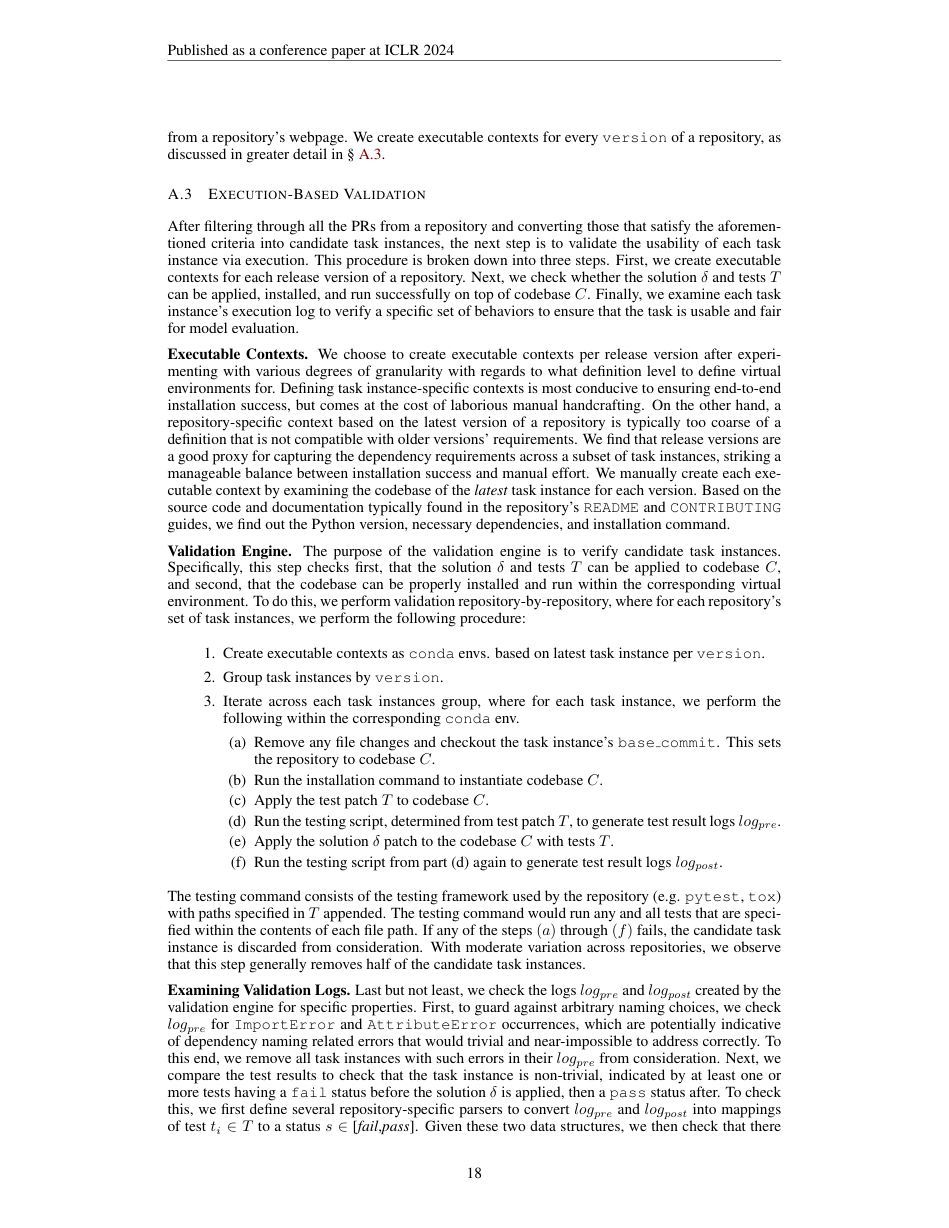 Published as a conference paper at ICLR 2024
from a repository's webpage. We create executable contexts for every version of a repository, as
discussed in greater detail in § A.3.
A.3 EXECUTION-BASED VALIDATION
After filtering through all the PRs from a repository and converting those that satisfy the aforemen-
tioned criteria into candidate task instances, the next step is to validate the usability of each task
instance via execution. This procedure is broken down into three steps. First, we create executable
contexts for each release version of a repository. Next, we check whether the solution δ and tests T
can be applied, installed, and run successfully on top of codebase C. Finally, we examine each task
instance's execution log to verify a specific set of behaviors to ensure that the task is usable and fair
for model evaluation.
Executable Contexts. We choose to create executable contexts per release version after experi-
menting with various degrees of granularity with regards to what definition level to define virtual
environments for. Defining task instance-specific contexts is most conducive to ensuring end-to-end
installation success, but comes at the cost of laborious manual handcrafting. On the other hand, a
repository-specific context based on the latest version of a repository is typically too coarse of a
definition that is not compatible with older versions' requirements. We find that release versions are
a good proxy for capturing the dependency requirements across a subset of task instances, striking a
manageable balance between installation success and manual effort. We manually create each exe-
cutable context by examining the codebase of the latest task instance for each version. Based on the
source code and documentation typically found in the repository's README and CONTRIBUTING
guides, we find out the Python version, necessary dependencies, and installation command.
Validation Engine. The purpose of the validation engine is to verify candidate task instances.
Specifically, this step checks first, that the solution δ and tests T can be applied to codebase C,
and second, that the codebase can be properly installed and run within the corresponding virtual
environment. To do this, we perform validation repository-by-repository, where for each repository's
set of task instances, we perform the following procedure:
1. Create executable contexts as conda envs. based on latest task instance per version.
2. Group task instances by version.
3. Iterate across each task instances group, where for each task instance, we perform the
following within the corresponding conda env.
(a) Remove any file changes and checkout the task instance's base_commit. This sets
the repository to codebase C.
(b) Run the installation command to instantiate codebase C.
(c) Apply the test patch T to codebase C.
(d) Run the testing script, determined from test patch T, to generate test result logs log_pre.
(e) Apply the solution δ patch to the codebase C with tests T.
(f) Run the testing script from part (d) again to generate test result logs log_post.
The testing command consists of the testing framework used by the repository (e.g. pytest, tox)
with paths specified in T appended. The testing command would run any and all tests that are speci-
fied within the contents of each file path. If any of the steps (a) through (f) fails, the candidate task
instance is discarded from consideration. With moderate variation across repositories, we observe
that this step generally removes half of the candidate task instances.
Examining Validation Logs. Last but not least, we check the logs log_pre and log_post created by the
validation engine for specific properties. First, to guard against arbitrary naming choices, we check
log_pre for ImportError and AttributeError occurrences, which are potentially indicative
of dependency naming related errors that would trivial and near-impossible to address correctly. To
this end, we remove all task instances with such errors in their log_pre from consideration. Next, we
compare the test results to check that the task instance is non-trivial, indicated by at least one or
more tests having a fail status before the solution δ is applied, then a pass status after. To check
this, we first define several repository-specific parsers to convert log_pre and log_post into mappings
of test t_i ∈ T to a status s ∈ [fail,pass]. Given these two data structures, we then check that there
18